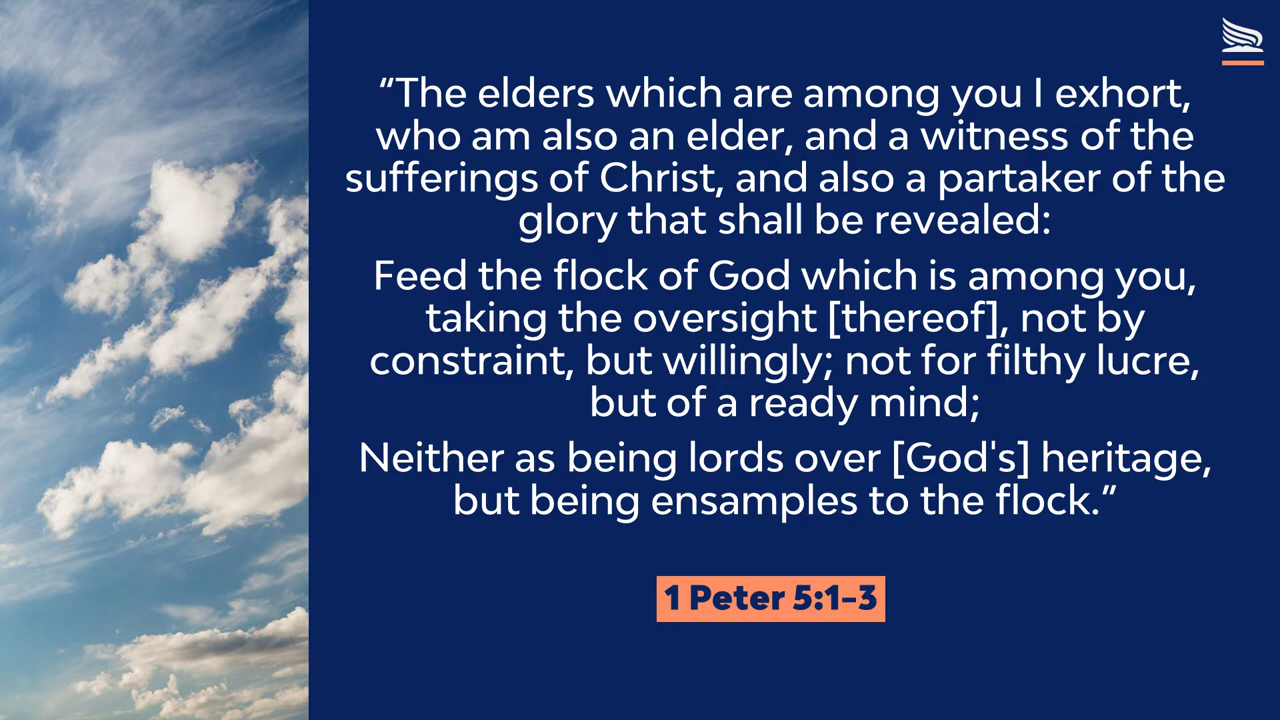 “The elders which are among you I exhort,
who am also an elder, and a witness of the
sufferings of Christ, and also a partaker of the
glory that shall be revealed:
Feed the flock of God which is among you,
taking the oversight [thereof], not by
constraint, but willingly; not for filthy lucre,
but of a ready mind;
Neither as being lords over [God's] heritage,
but being ensamples to the flock.”
1 Peter 5:1–3